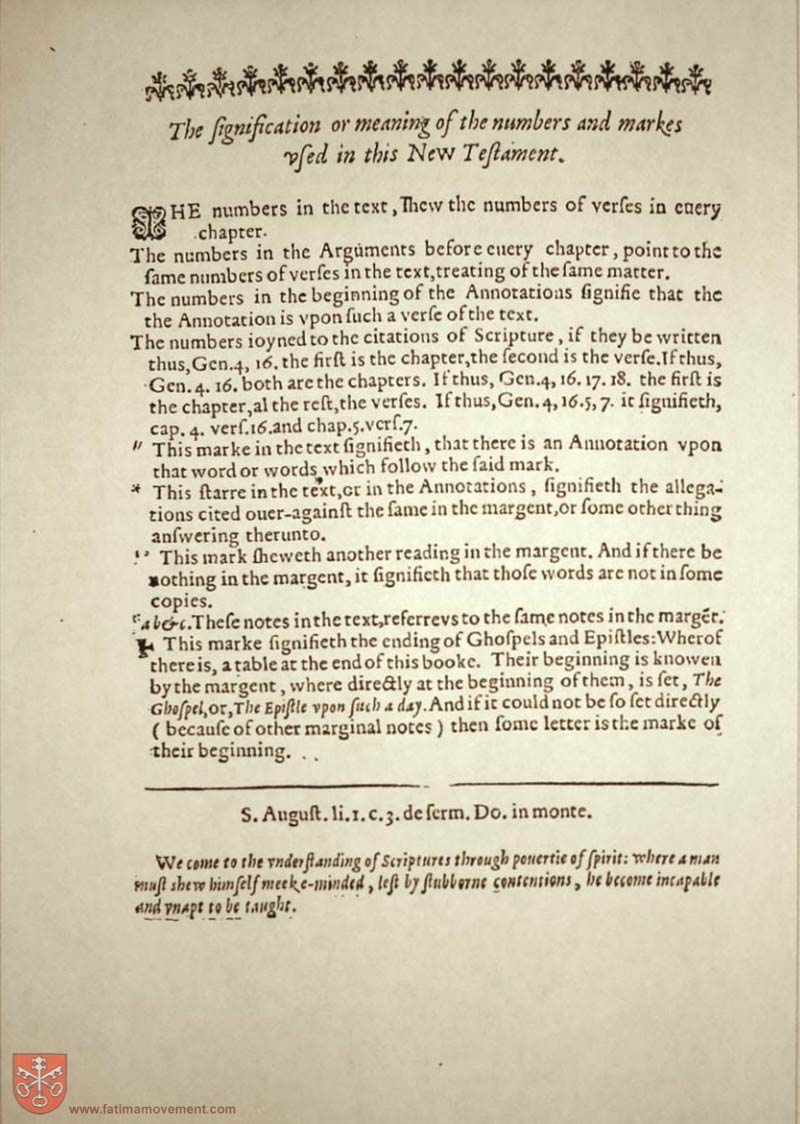 The ſignification or meaning of the numbers and markes
vſed in this New Teſtament.
THE numbers in the text, ſhew the numbers of verſes in euery
chapter.
The numbers in the Arguments before euery chapter, point to the
ſame numbers of verſes in the text, treating of the ſame matter.
The numbers in the beginning of the Annotations ſignifie that the
the Annotation is vpon ſuch a verſe of the text.
The numbers ioyned to the citations of Scripture, if they be written
thus, Gen. 4, 16. the firſt is the chapter, the ſecond is the verſe. If thus,
Gen. 4. 16. both are the chapters. If thus, Gen. 4, 16. 17. 18. the firſt is
the chapter, al the reſt, the verſes. If thus, Gen. 4, 16. 5, 7. it ſignifieth,
cap. 4. verſ. 16. and chap. 5. verſ. 7.
" This marke in the text ſignifieth, that there is an Annotation vpon
that word or words, which follow the ſaid mark.
* This ſtarre in the text, or in the Annotations, ſignifieth the allega-
tions cited ouer-againſt the ſame in the margent, or ſome other thing
anſwering therunto.
' ' This mark ſheweth another reading in the margent. And if there be
nothing in the margent, it ſignifieth that thoſe words are not in ſome
copies.
abc &c. Theſe notes in the text, referre vs to the ſame notes in the margēt.
This marke ſignifieth the ending of Ghoſpels and Epiſtles: Wherof
there is, a table at the end of this booke. Their beginning is knowen
by the margent, where directly at the beginning of them, is ſet, The
Ghoſpel, or, The Epiſtle vpon ſuch a day. And if it could not be ſo ſet directly
( becauſe of other marginal notes ) then ſome letter is the marke of
their beginning.
S. Auguſt. li. 1. c. 3. de ſerm. Do. in monte.
We come to the vnderſtanding of Scriptures through pouertie of ſpirit: where a man
muſt shew himſelf meeke-minded, leſt by ſtubborne contentions, he become incapable
and vnapt to be taught.
www.fatimamovement.com